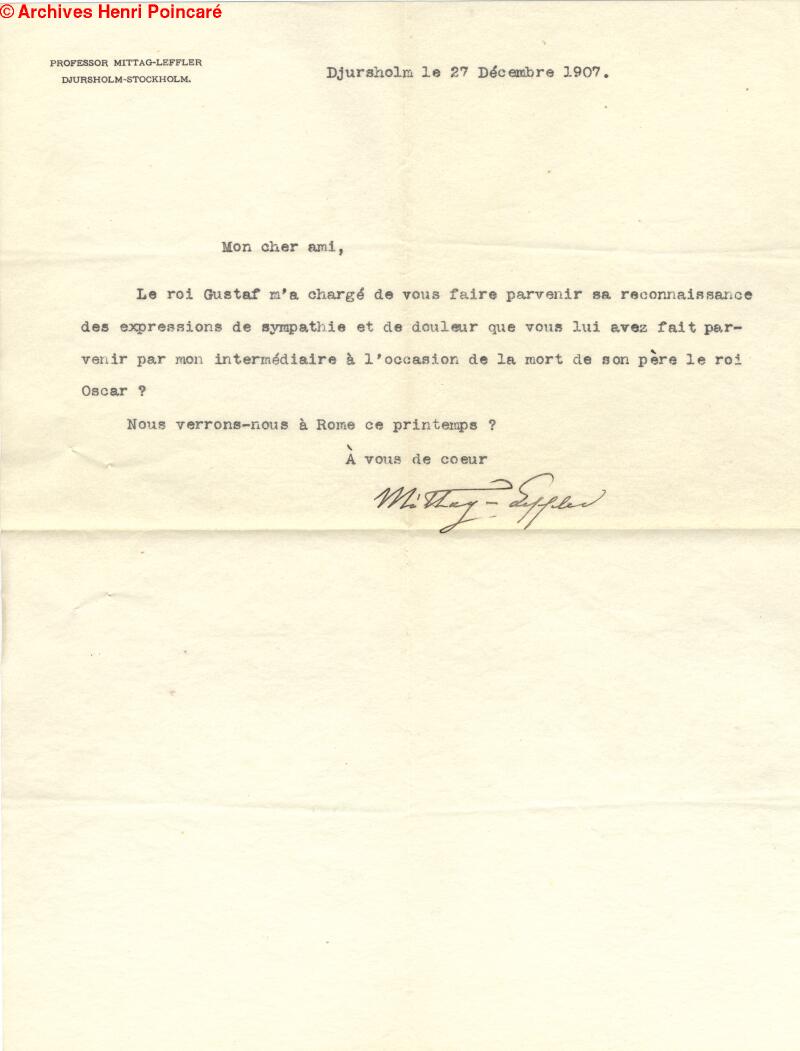 © Archives Henri Poincaré
PROFESSOR MITTAG-LEFFLER
DJURSHOLM-STOCKHOLM.
Djursholm le 27 Décembre 1907.
Mon cher ami,
Le roi Gustaf m'a chargé de vous faire parvenir sa reconnaissance
des expressions de sympathie et de douleur que vous lui avez fait par-
venir par mon intermédiaire à l'occasion de la mort de son père le roi
Oscar ?
Nous verrons-nous à Rome ce printemps ?
À vous de coeur
Mittag-Leffler